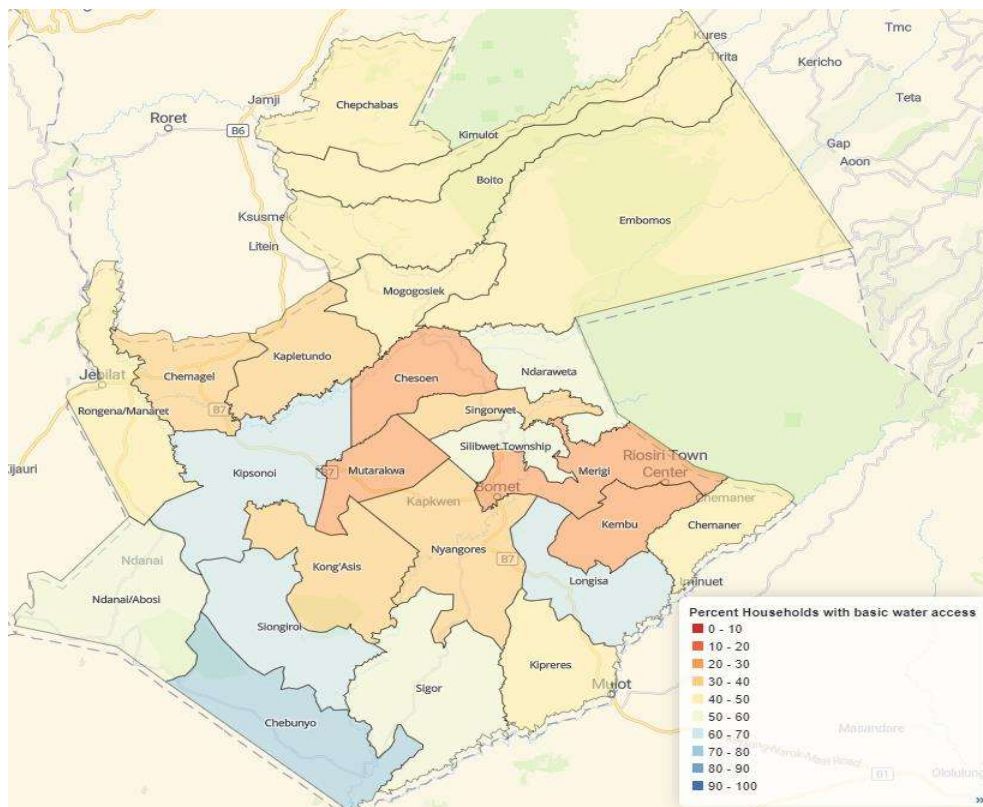 Kures
Tirita
Tmc
Kericho
Teta
Jamji
Chepchabas
Roret
B6
Kimulot
Gap
Aoon
Boito
Ksusmek
Embomos
Litein
Mogogosiek
Kapletundo
Chemagel
Chesoen
Ndaraweta
Jebilat
Rongena/Manaret
B7
Singorwet
Silibwet Township
Riosiri Town
Center
Kipsonoi
B7
Mutarakwa
Merigi
Bomet
Kapkwen
Chemaner
Kembu
Chemaner
Nyangores
B7
Ndanai
Kong'Asis
Longisa
Ndanai/Abosi
Siongiroi
Kipreres
Sigor
Mulot
Chebunyo
Percent Households with basic water access
0 - 10
10 - 20
20 - 30
30 - 40
40 - 50
50 - 60
60 - 70
70 - 80
80 - 90
90 - 100
Masandare
B1
Ololulung
»